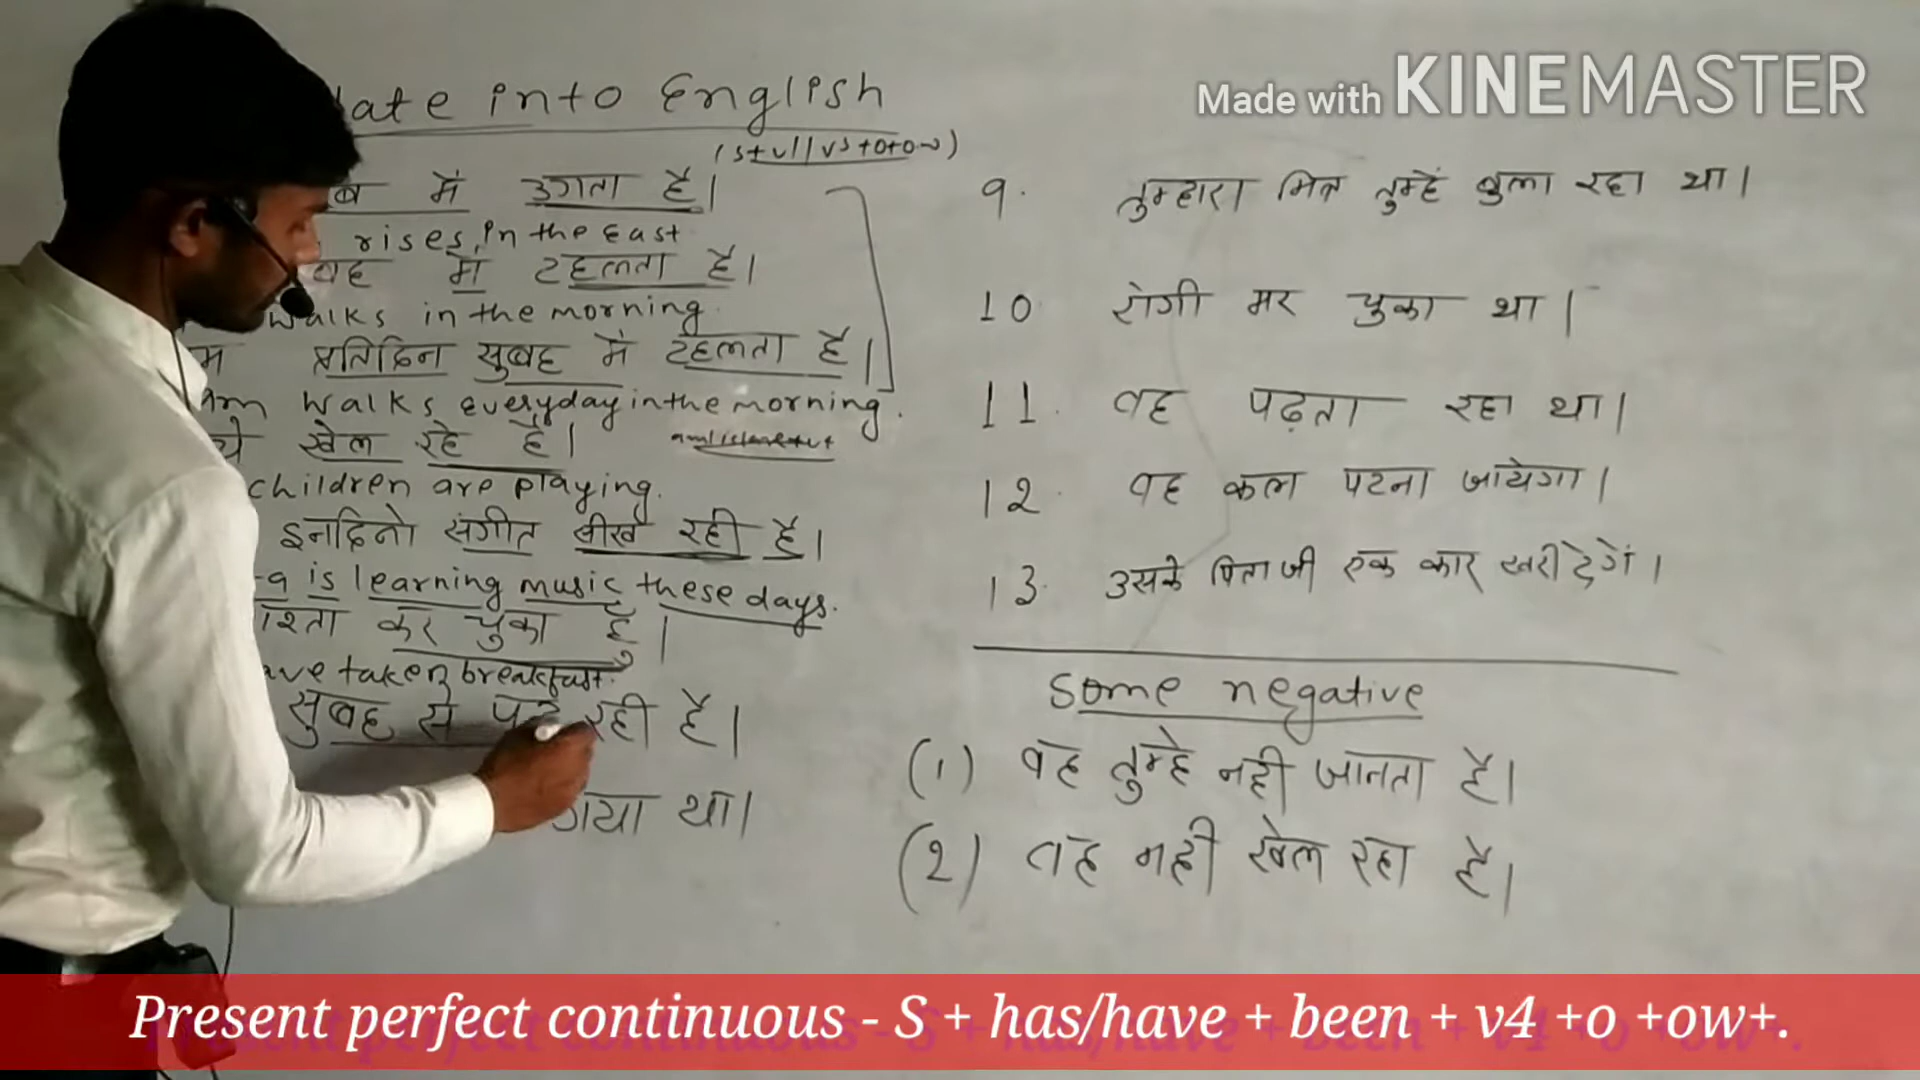 Made with KINEMASTER
late into English
(S+v1/v5+o+ow)
में उगता है।
rises in the East
में टहलता है।
walks in the morning.
प्रतिदिन सुबह में टहलता है।
walks everyday in the morning.
खेल रहे हैं।
children are playing.
इनदिनो संगीत सीख रही है।
is learning music these days.
कर चुका हूँ।
taken breakfast.
सुबह से रही है।
गया था।
9. तुम्हारा मित्र तुम्हें बुला रहा था।
10. रोगी मर चुका था।
11. वह पढ़ता रहा था।
12. वह कल पटना जायेगा।
13. उसके पिताजी एक कार खरीदेगें।
Some negative
(1) वह तुम्हे नही जानता है।
(2) वह नही खेल रहा है।
Present perfect continuous - S + has/have + been + v4 +o +ow+.